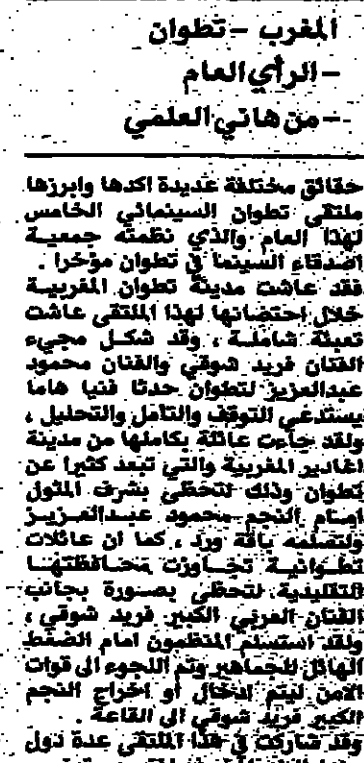 المغرب - تطوان
- الرأي العام
- من هاني العلمي
حقائق مختلفة عديدة اكدها وابرزها
ملتقى تطوان السينمائي الخامس
لهذا العام والذي نظمته جمعية
اصدقاء السينما في تطوان مؤخرا .
فقد عاشت مدينة تطوان المغربية
خلال احتضانها لهذا الملتقى عاشت
تعبئة شاملة ، وقد شكل مجيء
الفنان فريد شوقي والفنان محمود
عبدالعزيز لتطوان حدثا فنيا هاما
يستدعي التوقف والتأمل والتحليل ،
ولقد جاءت عائلة بكاملها من مدينة
اغادير المغربية والتي تبعد كثيرا عن
تطوان وذلك لتحظى بشرف المثول
امام النجم محمود عبدالعزيز
ولتسلمه باقة ورد ، كما ان عائلات
تطوانية تجاوزت محافظتها
التقليدية لتحظى بصورة بجانب
الفنان العربي الكبير فريد شوقي ،
ولقد استسلم المنظمون امام الضغط
الهائل للجماهير وتم اللجوء الى قوات
الامن ليتم ادخال او اخراج النجم
الكبير فريد شوقي الى القاعة .
وقد شاركت في هذا الملتقى عدة دول